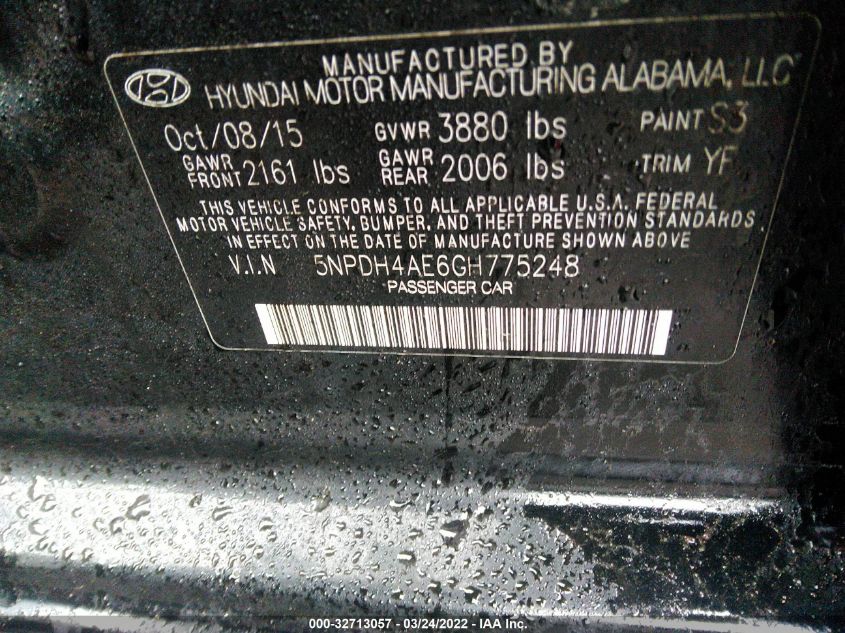 MANUFACTURED BY
HYUNDAI MOTOR MANUFACTURING ALABAMA, LLC
Oct/08/15 GVWR 3880 lbs PAINT S3
GAWR FRONT 2161 lbs GAWR REAR 2006 lbs TRIM YF
THIS VEHICLE CONFORMS TO ALL APPLICABLE U.S.A. FEDERAL
MOTOR VEHICLE SAFETY, BUMPER, AND THEFT PREVENTION STANDARDS
IN EFFECT ON THE DATE OF MANUFACTURE SHOWN ABOVE
V.I.N 5NPDH4AE6GH775248
PASSENGER CAR
000-32713057 - 03/24/2022 - IAA Inc.